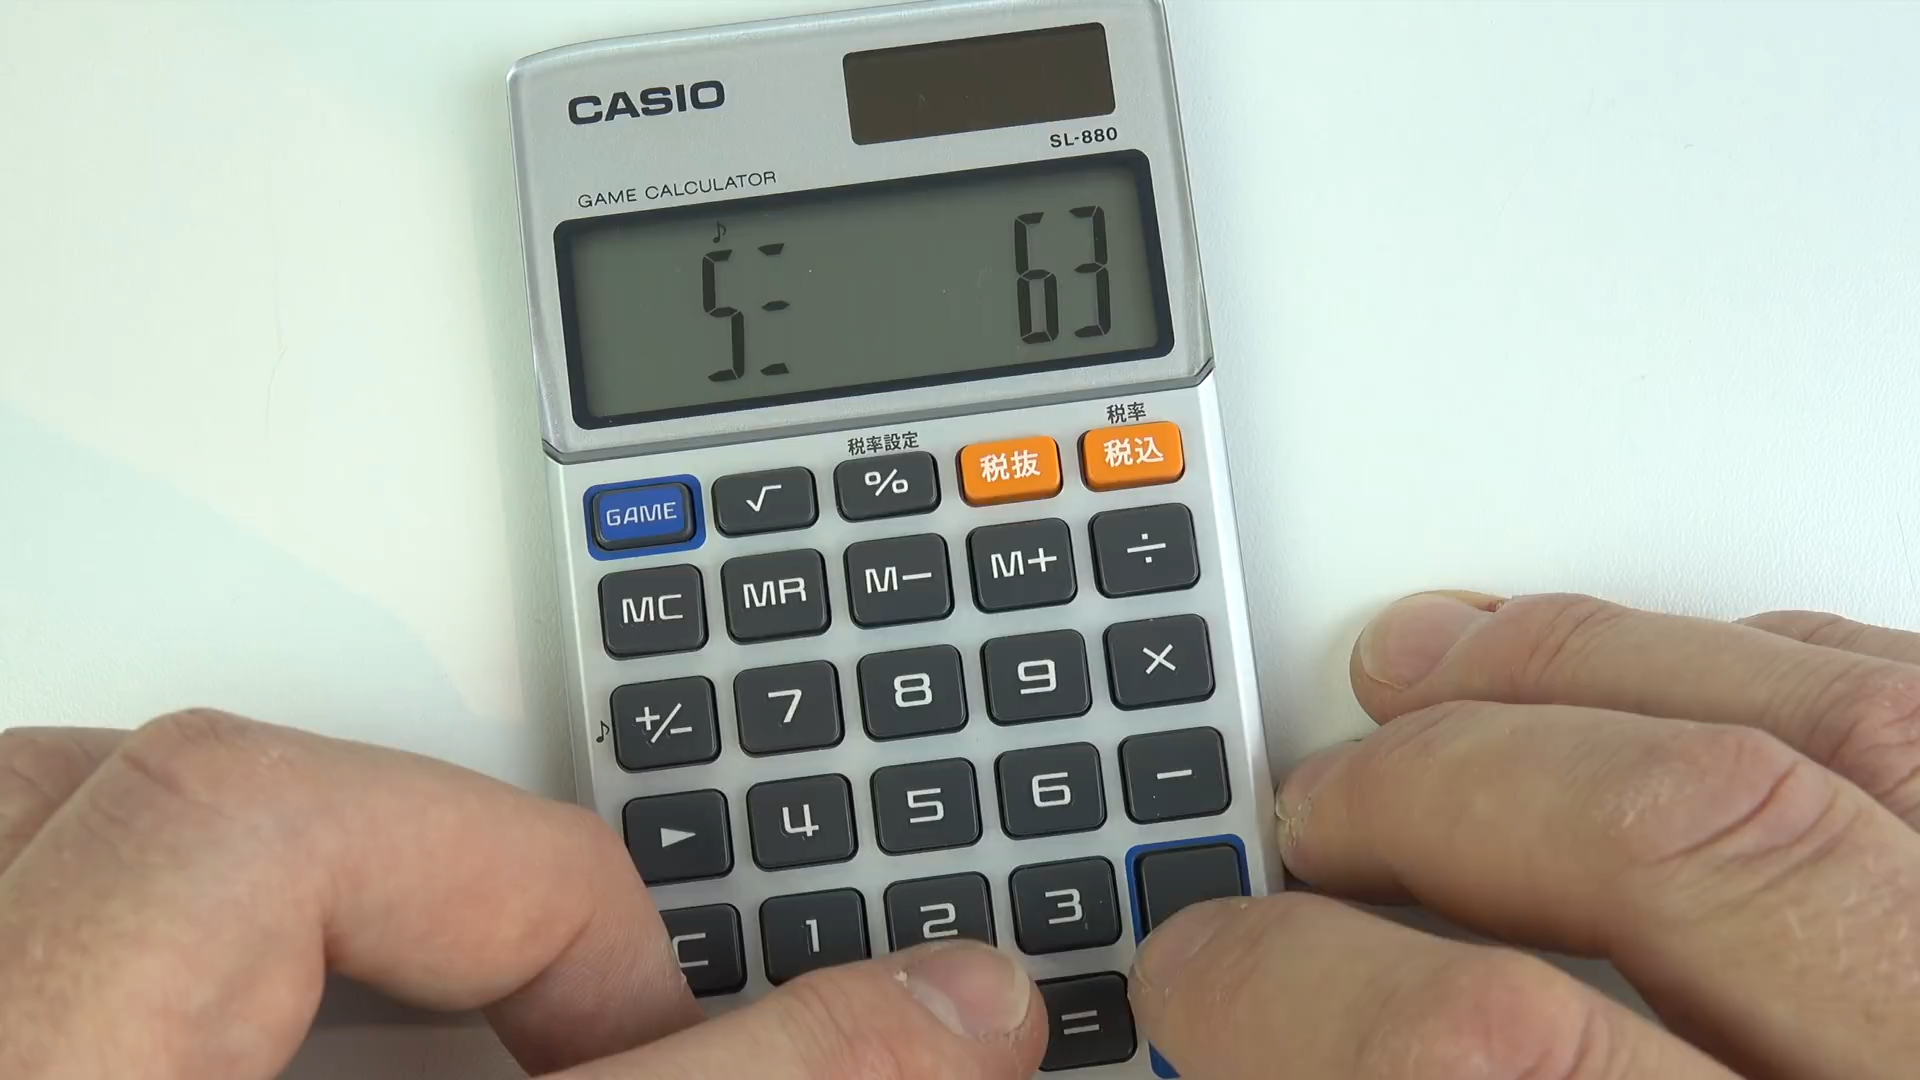 CASIO
SL-880
GAME CALCULATOR
♪
5≡ 63
税率設定 税率
GAME √ % 税抜 税込
MC MR M− M+ ÷
♪ +/− 7 8 9 ×
▶ 4 5 6 −
C 1 2 3
=